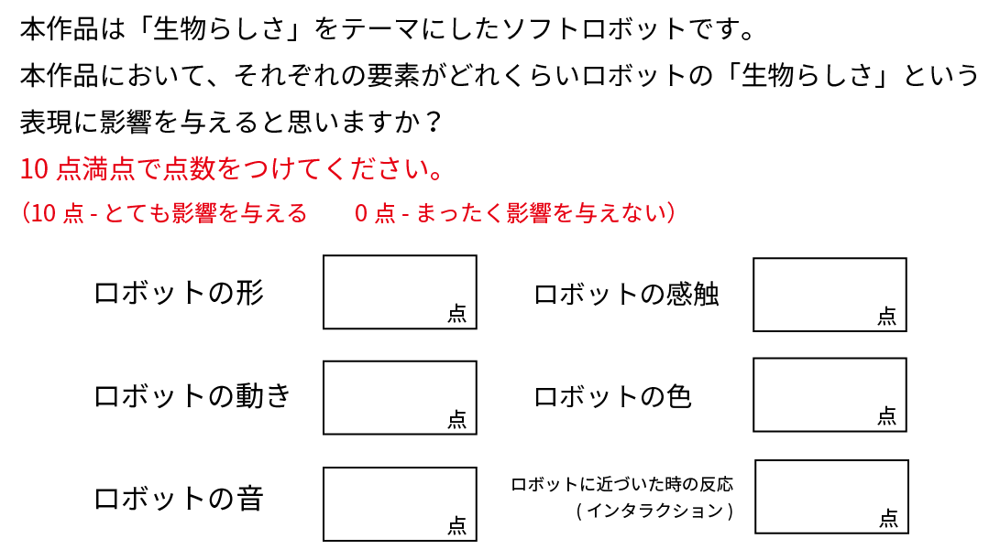 本作品は「生物らしさ」をテーマにしたソフトロボットです。
本作品において、それぞれの要素がどれくらいロボットの「生物らしさ」という
表現に影響を与えると思いますか？
10 点満点で点数をつけてください。
（10 点 - とても影響を与える　　0 点 - まったく影響を与えない）
ロボットの形
点
ロボットの感触
点
ロボットの動き
点
ロボットの色
点
ロボットの音
点
ロボットに近づいた時の反応
( インタラクション )
点